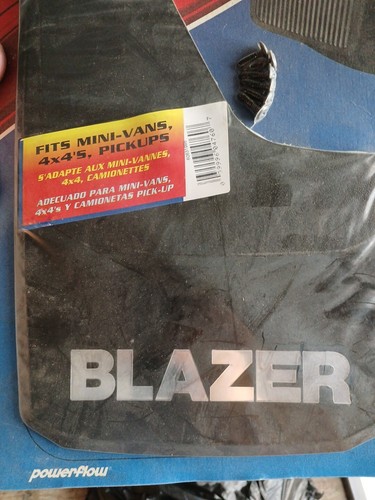 FITS MINI-VANS,
4x4'S, PICKUPS
S'ADAPTE AUX MINI-VANNES,
4x4, CAMIONETTES
ADECUADO PARA MINI-VANS,
4x4's Y CAMIONETAS PICK-UP
BLAZER
powerflow